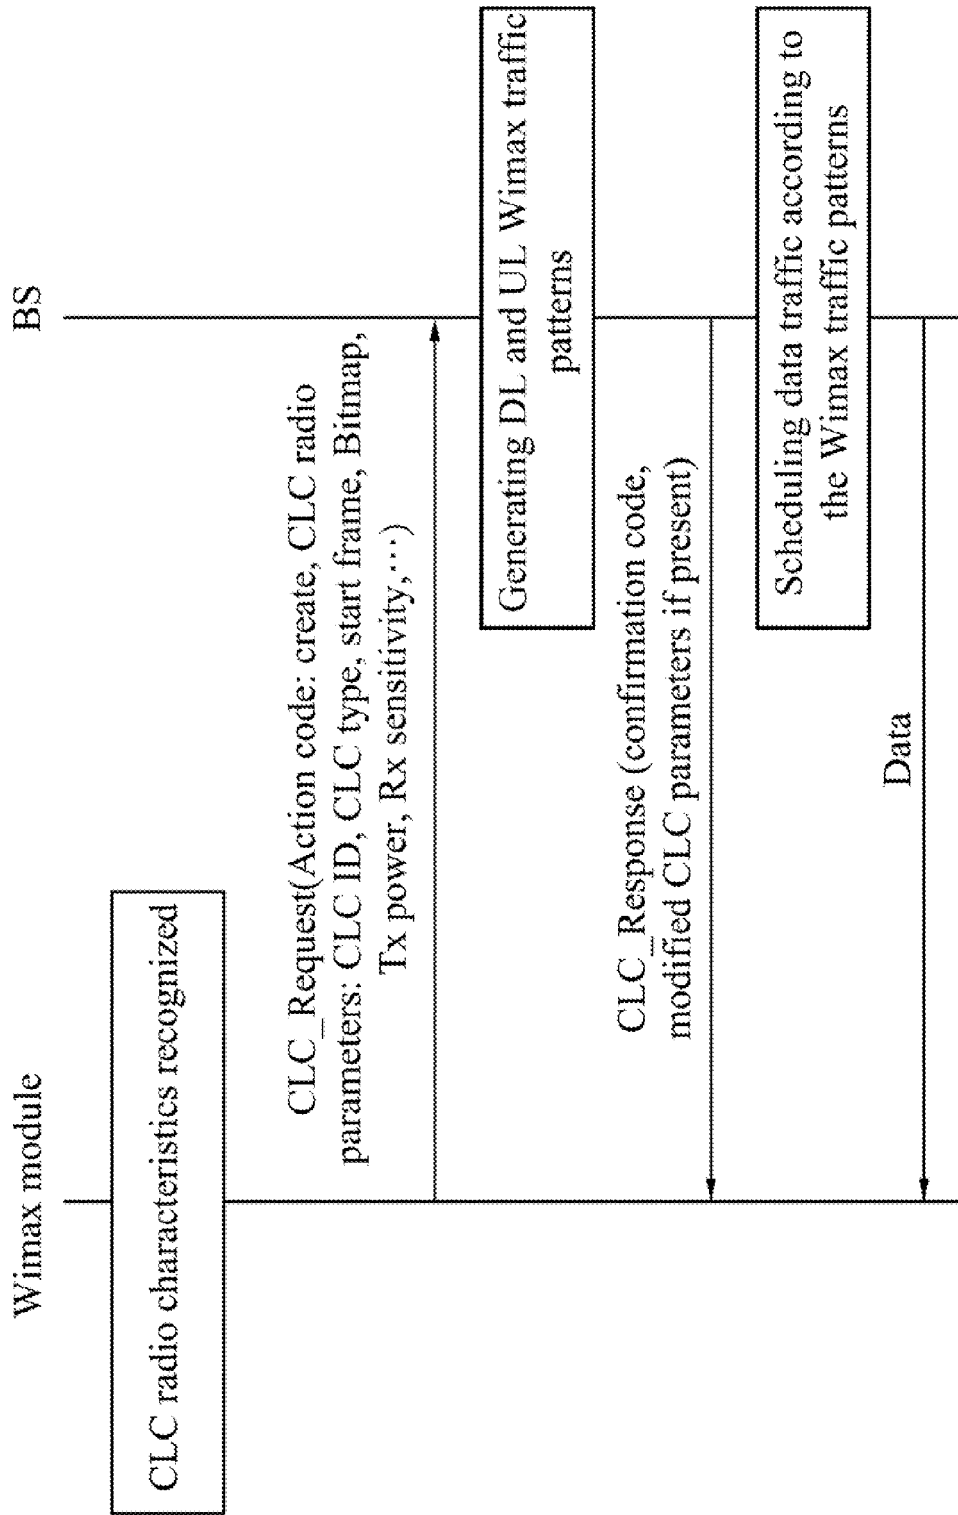 Wimax module
BS
CLC radio characteristics recognized
CLC_Request(Action code: create, CLC radio
parameters: CLC ID, CLC type, start frame, Bitmap,
Tx power, Rx sensitivity,···)
Generating DL and UL Wimax traffic
patterns
CLC_Response (confirmation code,
modified CLC parameters if present)
Scheduling data traffic according to
the Wimax traffic patterns
Data